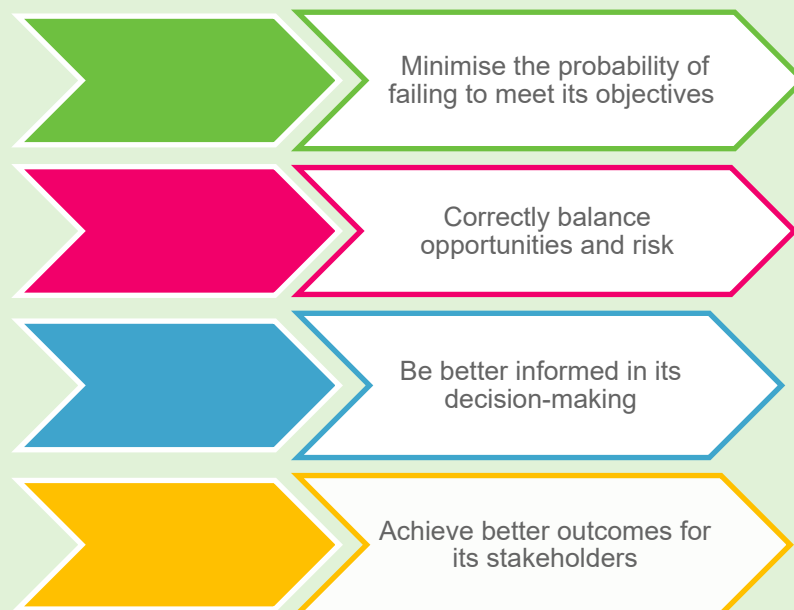 Minimise the probability of
failing to meet its objectives
Correctly balance
opportunities and risk
Be better informed in its
decision-making
Achieve better outcomes for
its stakeholders